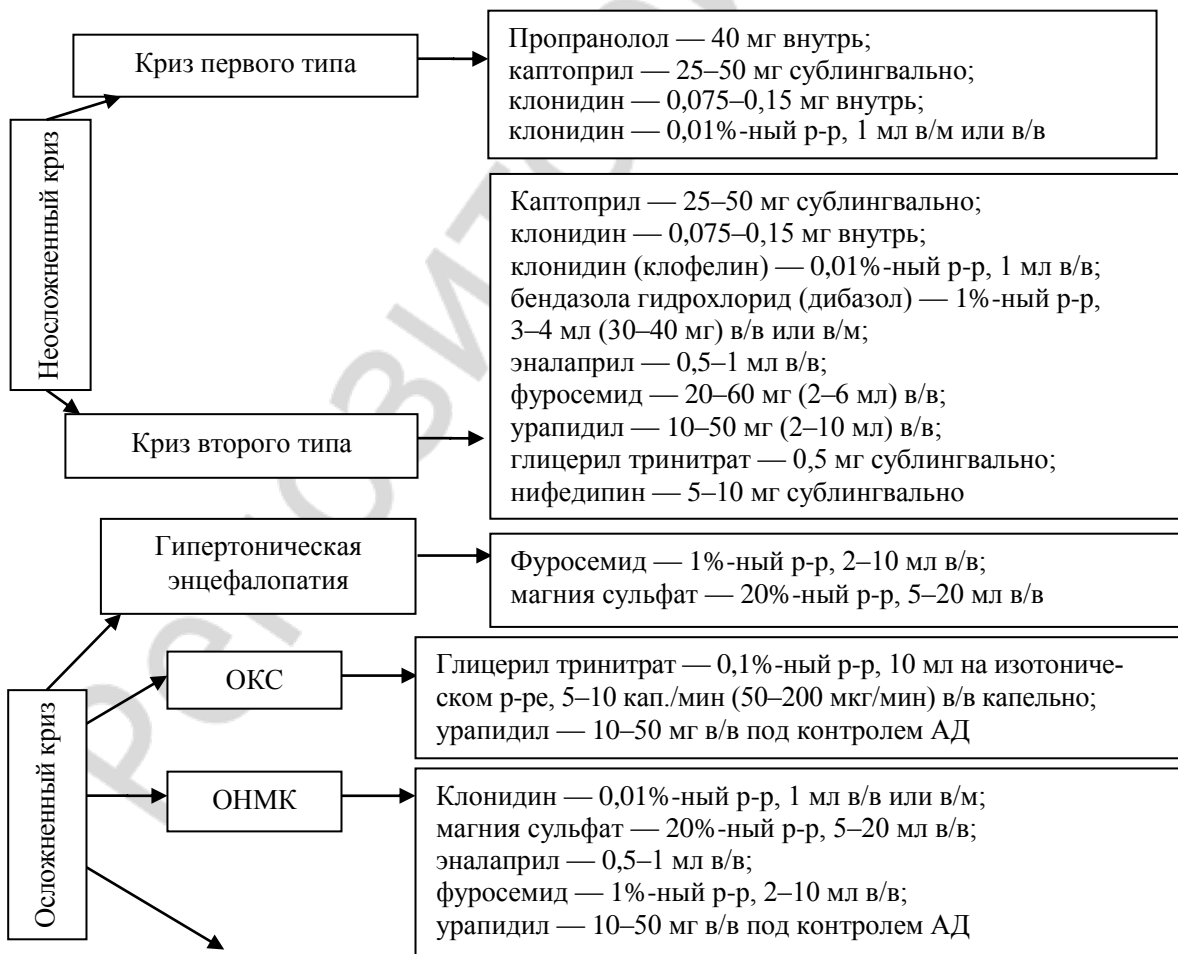 Неосложненный криз
Криз первого типа
Пропранолол — 40 мг внутрь;
каптоприл — 25–50 мг сублингвально;
клонидин — 0,075–0,15 мг внутрь;
клонидин — 0,01%-ный р-р, 1 мл в/м или в/в
Криз второго типа
Каптоприл — 25–50 мг сублингвально;
клонидин — 0,075–0,15 мг внутрь;
клонидин (клофелин) — 0,01%-ный р-р, 1 мл в/в;
бендазола гидрохлорид (дибазол) — 1%-ный р-р,
3–4 мл (30–40 мг) в/в или в/м;
эналаприл — 0,5–1 мл в/в;
фуросемид — 20–60 мг (2–6 мл) в/в;
урапидил — 10–50 мг (2–10 мл) в/в;
глицерил тринитрат — 0,5 мг сублингвально;
нифедипин — 5–10 мг сублингвально
Осложненный криз
Гипертоническая
энцефалопатия
Фуросемид — 1%-ный р-р, 2–10 мл в/в;
магния сульфат — 20%-ный р-р, 5–20 мл в/в
ОКС
Глицерил тринитрат — 0,1%-ный р-р, 10 мл на изотониче-
ском р-ре, 5–10 кап./мин (50–200 мкг/мин) в/в капельно;
урапидил — 10–50 мг в/в под контролем АД
ОНМК
Клонидин — 0,01%-ный р-р, 1 мл в/в или в/м;
магния сульфат — 20%-ный р-р, 5–20 мл в/в;
эналаприл — 0,5–1 мл в/в;
фуросемид — 1%-ный р-р, 2–10 мл в/в;
урапидил — 10–50 мг в/в под контролем АД